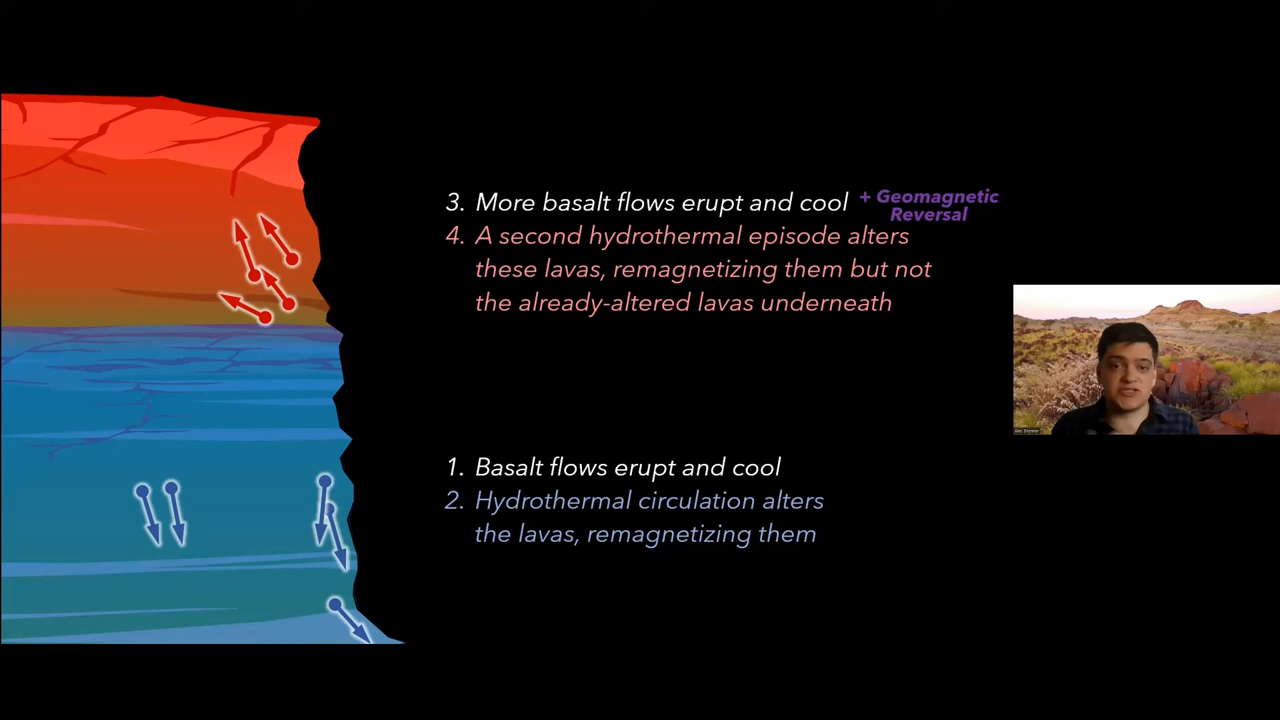 3. More basalt flows erupt and cool + Geomagnetic
Reversal
4. A second hydrothermal episode alters
these lavas, remagnetizing them but not
the already-altered lavas underneath
1. Basalt flows erupt and cool
2. Hydrothermal circulation alters
the lavas, remagnetizing them
Alec Brenner